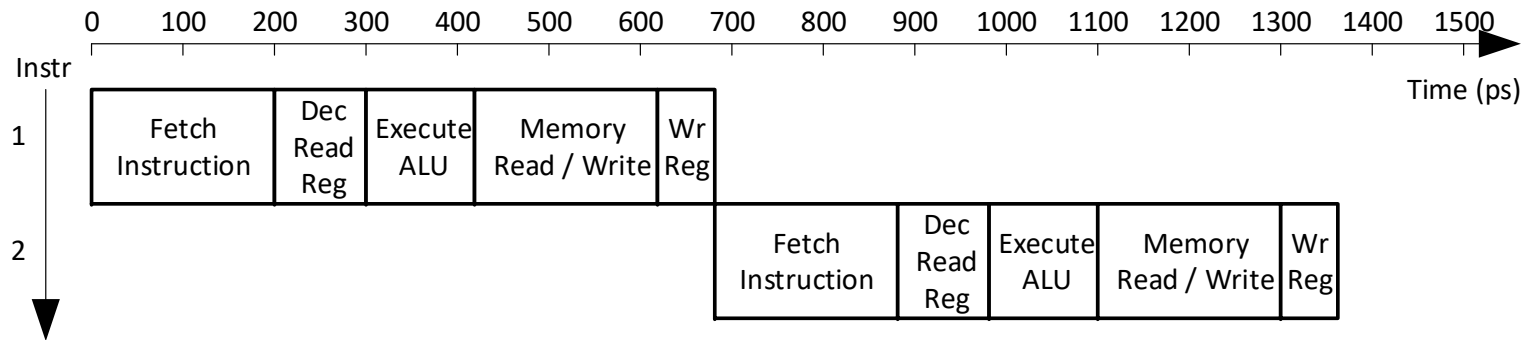 0 100 200 300 400 500 600 700 800 900 1000 1100 1200 1300 1400 1500
Instr
Time (ps)
1
Fetch
Instruction
Dec
Read
Reg
Execute
ALU
Memory
Read / Write
Wr
Reg
2
Fetch
Instruction
Dec
Read
Reg
Execute
ALU
Memory
Read / Write
Wr
Reg